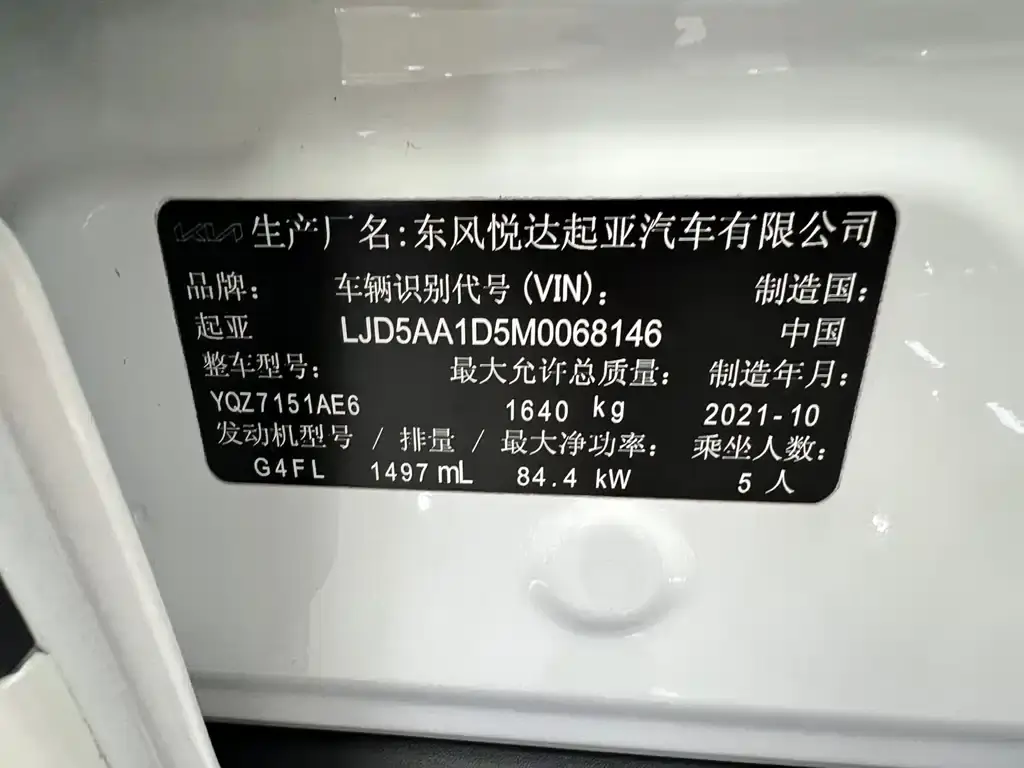 KIA 生产厂名:东风悦达起亚汽车有限公司
品牌: 车辆识别代号(VIN): 制造国:
起亚 LJD5AA1D5M0068146 中国
整车型号: 最大允许总质量: 制造年月:
YQZ7151AE6 1640 kg 2021-10
发动机型号 / 排量 / 最大净功率: 乘坐人数:
G4FL 1497 mL 84.4 kW 5 人